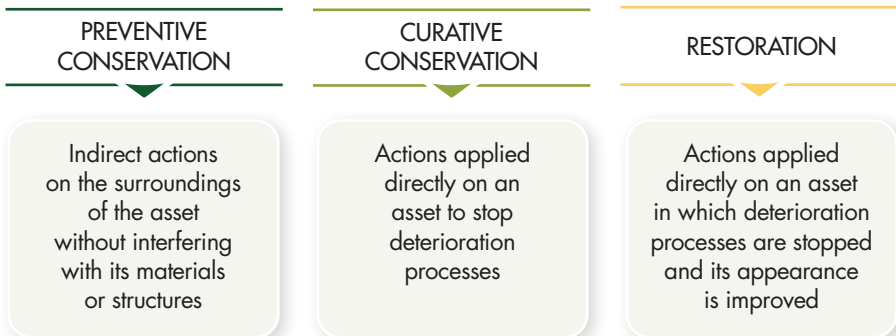 PREVENTIVE
CONSERVATION
Indirect actions
on the surroundings
of the asset
without interfering
with its materials
or structures
CURATIVE
CONSERVATION
Actions applied
directly on an
asset to stop
deterioration
processes
RESTORATION
Actions applied
directly on an asset
in which deterioration
processes are stopped
and its appearance
is improved